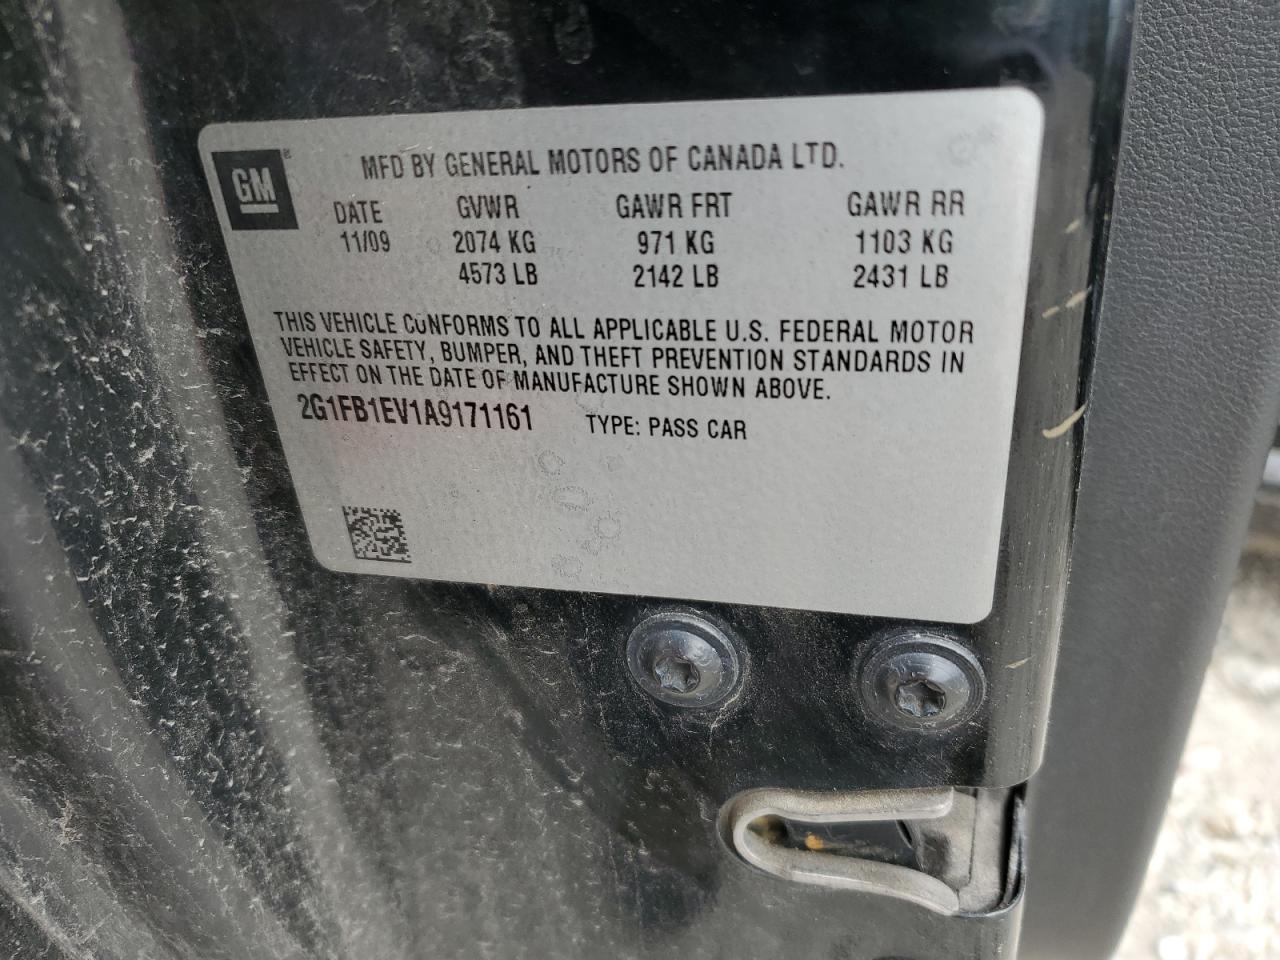 GM
MFD BY GENERAL MOTORS OF CANADA LTD.
DATE GVWR GAWR FRT GAWR RR
11/09 2074 KG 971 KG 1103 KG
4573 LB 2142 LB 2431 LB
THIS VEHICLE CONFORMS TO ALL APPLICABLE U.S. FEDERAL MOTOR
VEHICLE SAFETY, BUMPER, AND THEFT PREVENTION STANDARDS IN
EFFECT ON THE DATE OF MANUFACTURE SHOWN ABOVE.
2G1FB1EV1A9171161 TYPE: PASS CAR